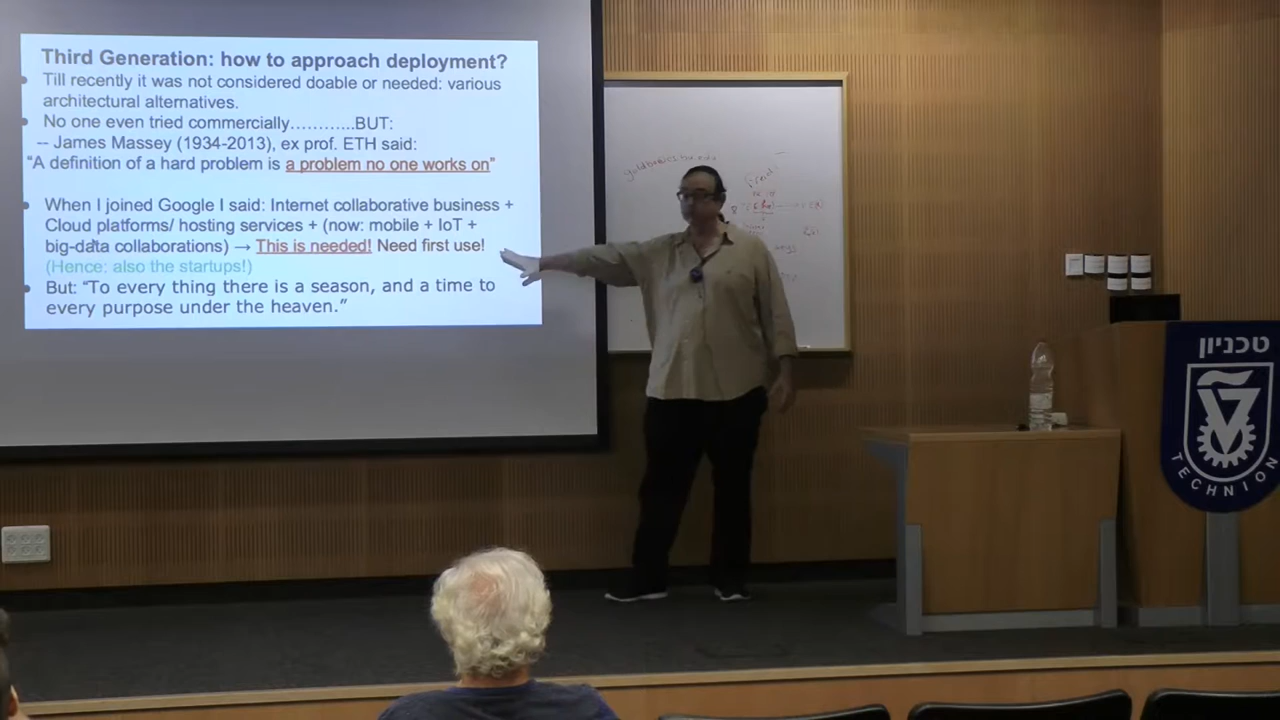 Third Generation: how to approach deployment?
Till recently it was not considered doable or needed: various
architectural alternatives.
No one even tried commercially............BUT:
-- James Massey (1934-2013), ex prof. ETH said:
“A definition of a hard problem is a problem no one works on”
When I joined Google I said: Internet collaborative business +
Cloud platforms/ hosting services + (now: mobile + IoT +
big-data collaborations) → This is needed! Need first use!
(Hence: also the startups!)
But: “To every thing there is a season, and a time to
every purpose under the heaven.”
טכניון
TECHNION